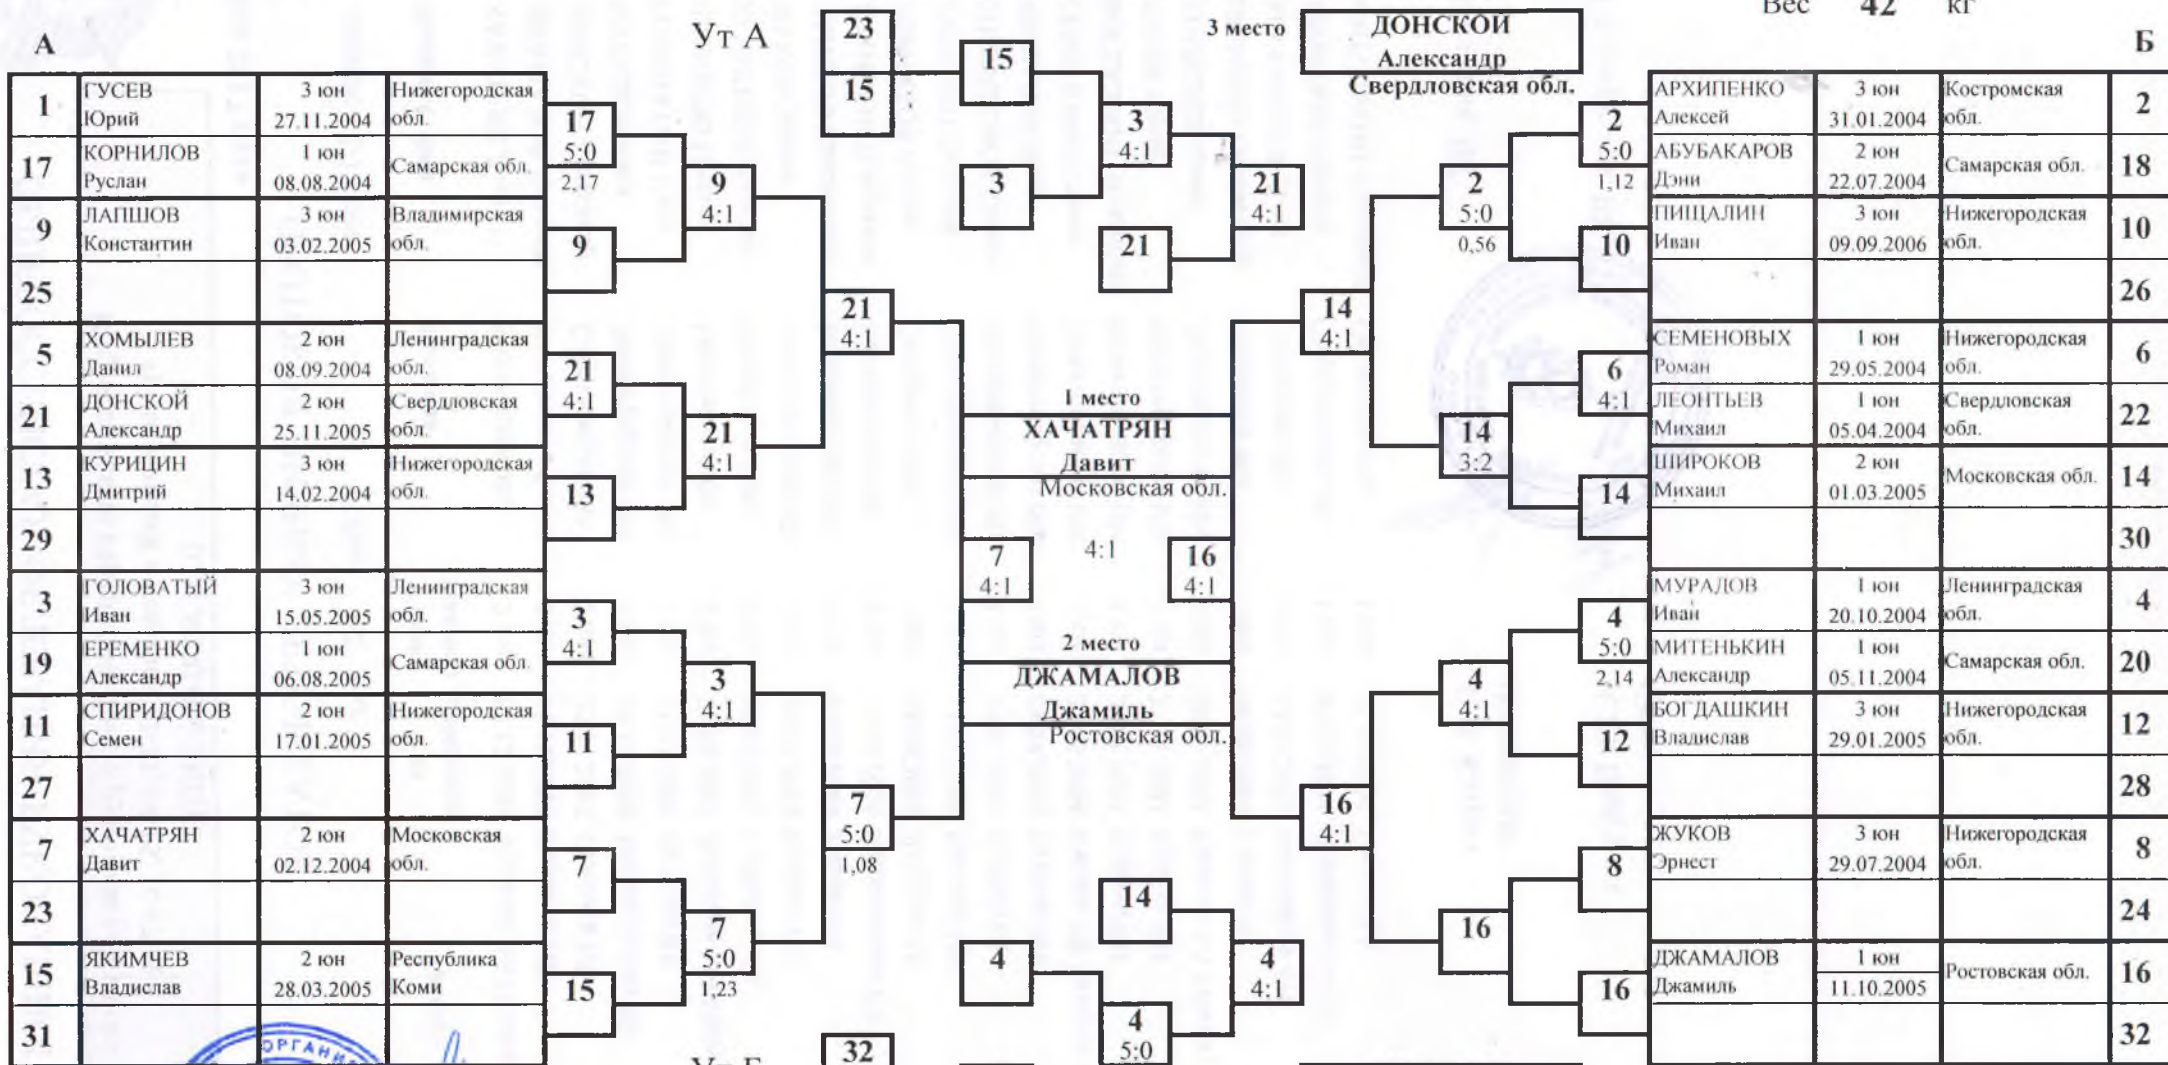 Вес 42 кг
А
Ут А
23
15
15
3
3
4:1
21
21
4:1
3 место
ДОНСКОЙ
Александр
Свердловская обл.
Б
1 ГУСЕВ Юрий 3 юн 27.11.2004 Нижегородская обл.
17 КОРНИЛОВ Руслан 1 юн 08.08.2004 Самарская обл.
9 ЛАПШОВ Константин 3 юн 03.02.2005 Владимирская обл.
25
5 ХОМЫЛЕВ Данил 2 юн 08.09.2004 Ленинградская обл.
21 ДОНСКОЙ Александр 2 юн 25.11.2005 Свердловская обл.
13 КУРИЦИН Дмитрий 3 юн 14.02.2004 Нижегородская обл.
29
3 ГОЛОВАТЫЙ Иван 3 юн 15.05.2005 Ленинградская обл.
19 ЕРЕМЕНКО Александр 1 юн 06.08.2005 Самарская обл.
11 СПИРИДОНОВ Семен 2 юн 17.01.2005 Нижегородская обл.
27
7 ХАЧАТРЯН Давит 2 юн 02.12.2004 Московская обл.
23
15 ЯКИМЧЕВ Владислав 2 юн 28.03.2005 Республика Коми
31
17
5:0
2,17
9
21
4:1
13
3
4:1
11
7
15
9
4:1
21
4:1
3
4:1
7
5:0
1,23
21
4:1
7
5:0
1,08
1 место
ХАЧАТРЯН
Давит
Московская обл.
7
4:1
4:1
16
4:1
2 место
ДЖАМАЛОВ
Джамиль
Ростовская обл.
14
4:1
16
4:1
2
5:0
0,56
14
3:2
4
4:1
16
2
5:0
1,12
10
6
4:1
14
4
5:0
2,14
12
8
16
АРХИПЕНКО Алексей 3 юн 31.01.2004 Костромская обл. 2
АБУБАКАРОВ Дэни 2 юн 22.07.2004 Самарская обл. 18
ПИЩАЛИН Иван 3 юн 09.09.2006 Нижегородская обл. 10
26
СЕМЕНОВЫХ Роман 1 юн 29.05.2004 Нижегородская обл. 6
ЛЕОНТЬЕВ Михаил 1 юн 05.04.2004 Свердловская обл. 22
ШИРОКОВ Михаил 2 юн 01.03.2005 Московская обл. 14
30
МУРАДОВ Иван 1 юн 20.10.2004 Ленинградская обл. 4
МИТЕНЬКИН Александр 1 юн 05.11.2004 Самарская обл. 20
БОГДАШКИН Владислав 3 юн 29.01.2005 Нижегородская обл. 12
28
ЖУКОВ Эрнест 3 юн 29.07.2004 Нижегородская обл. 8
24
ДЖАМАЛОВ Джамиль 1 юн 11.10.2005 Ростовская обл. 16
32
14
4
4
4:1
4
5:0
32